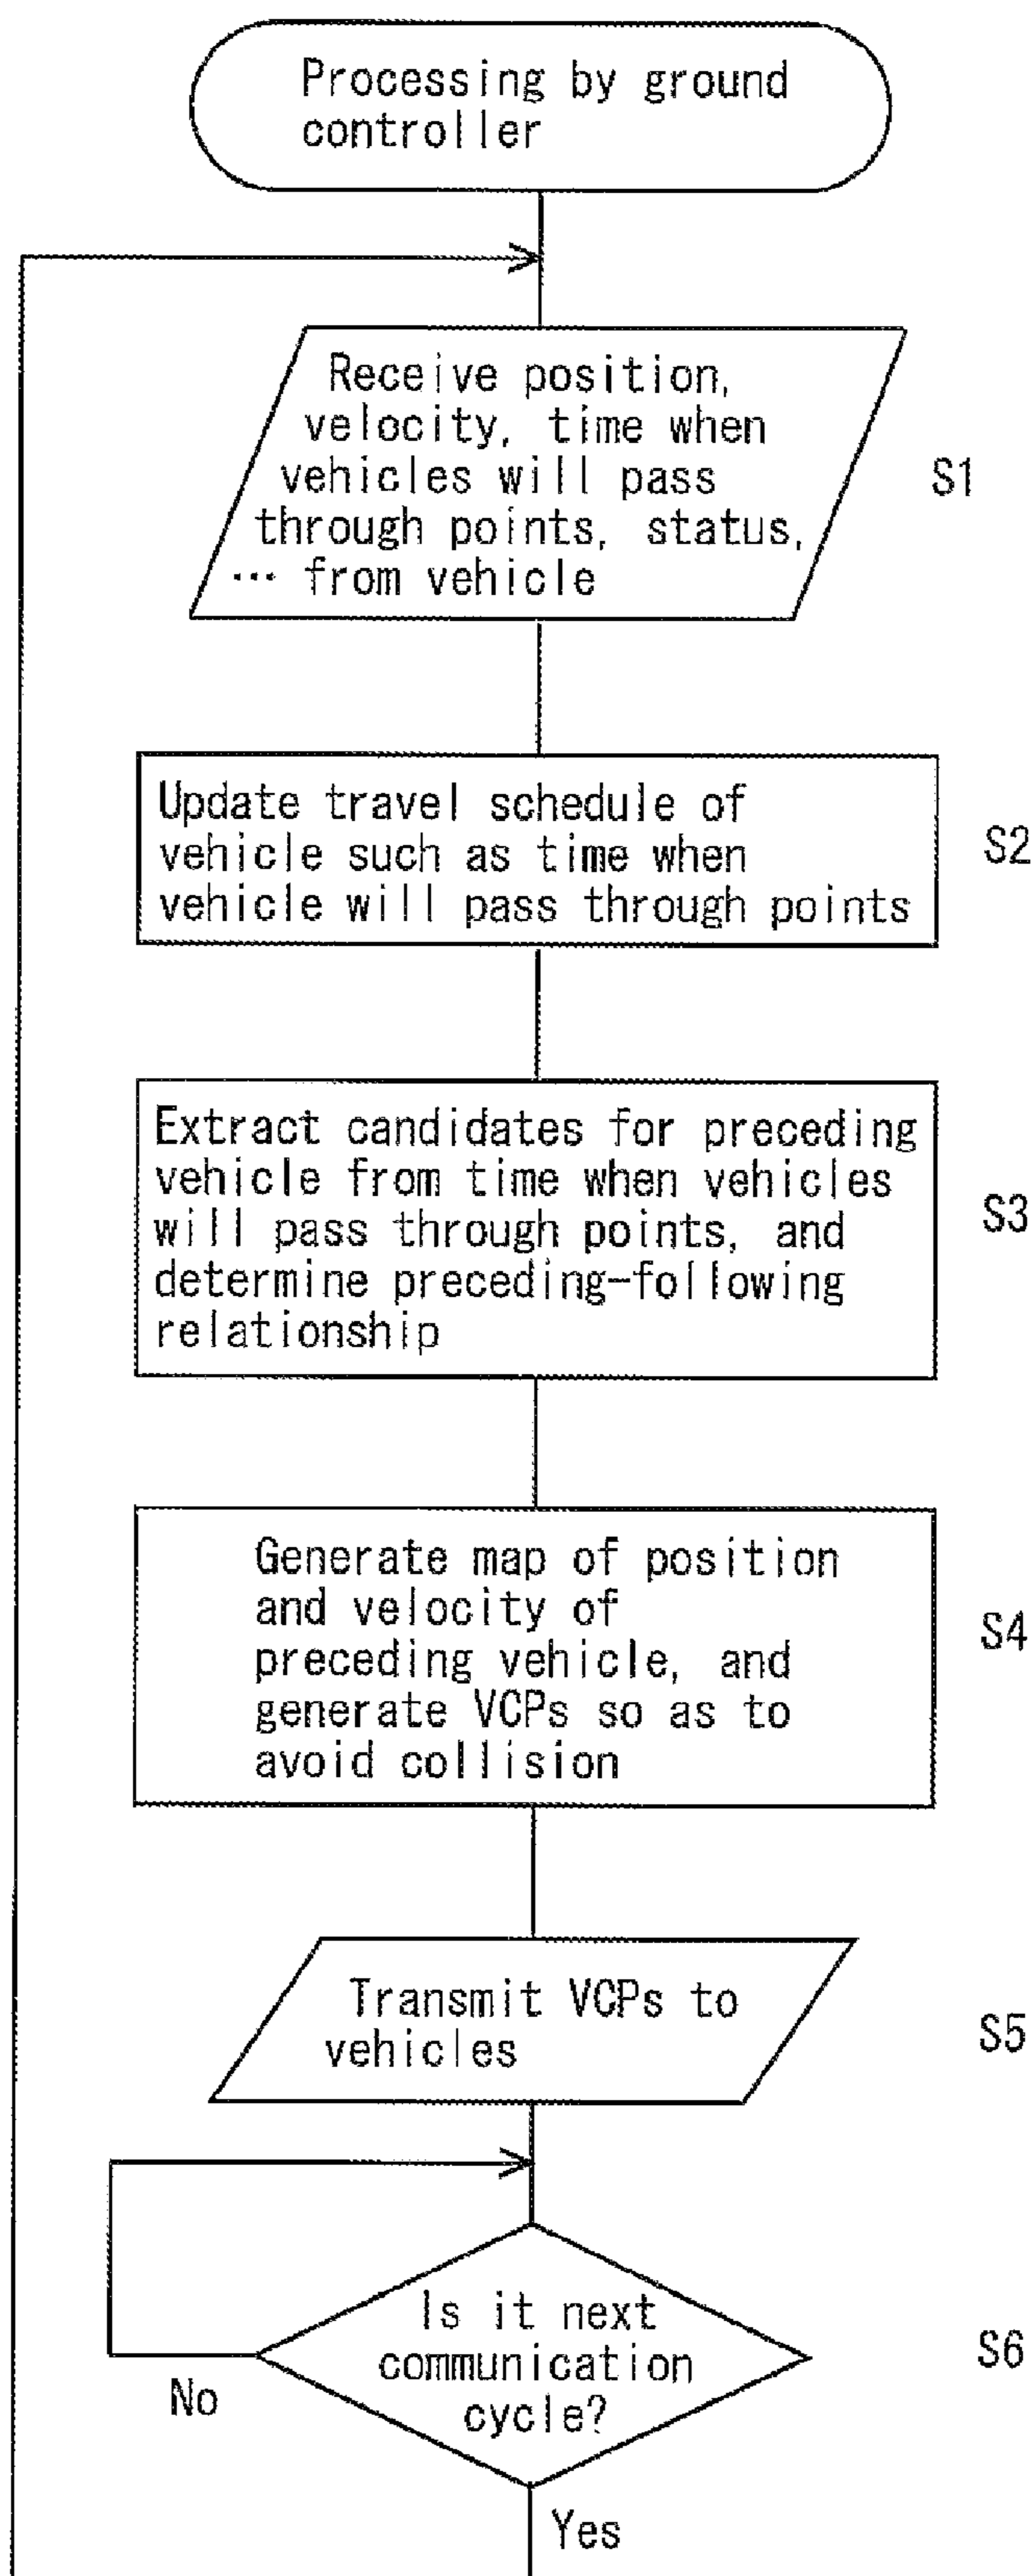 Processing by ground
controller
Receive position,
velocity, time when
vehicles will pass
through points, status,
… from vehicle
S1
Update travel schedule of
vehicle such as time when
vehicle will pass through points
S2
Extract candidates for preceding
vehicle from time when vehicles
will pass through points, and
determine preceding-following
relationship
S3
Generate map of position
and velocity of
preceding vehicle, and
generate VCPs so as to
avoid collision
S4
Transmit VCPs to
vehicles
S5
Is it next
communication
cycle?
S6
No
Yes